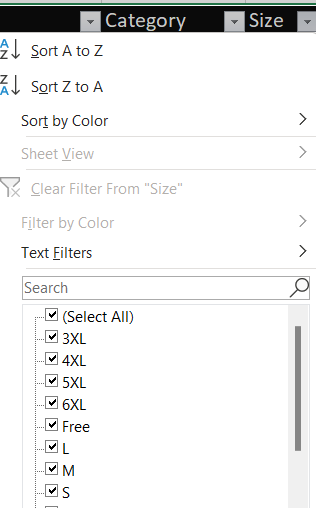 Category Size
Sort A to Z
Sort Z to A
Sort by Color
Sheet View
Clear Filter From "Size"
Filter by Color
Text Filters
Search
(Select All)
3XL
4XL
5XL
6XL
Free
L
M
S